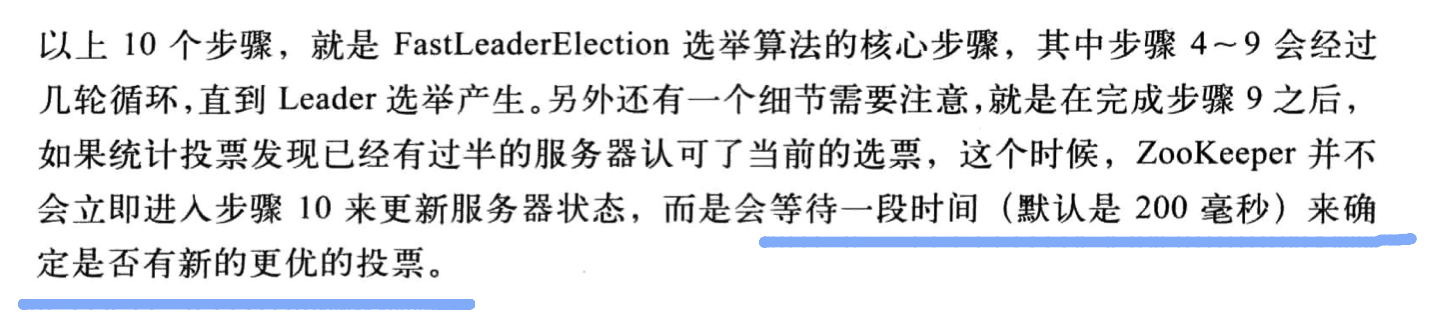 以上 10 个步骤，就是 FastLeaderElection 选举算法的核心步骤，其中步骤 4～9 会经过
几轮循环，直到 Leader 选举产生。另外还有一个细节需要注意，就是在完成步骤 9 之后，
如果统计投票发现已经有过半的服务器认可了当前的选票，这个时候，ZooKeeper 并不
会立即进入步骤 10 来更新服务器状态，而是会等待一段时间（默认是 200 毫秒）来确
定是否有新的更优的投票。